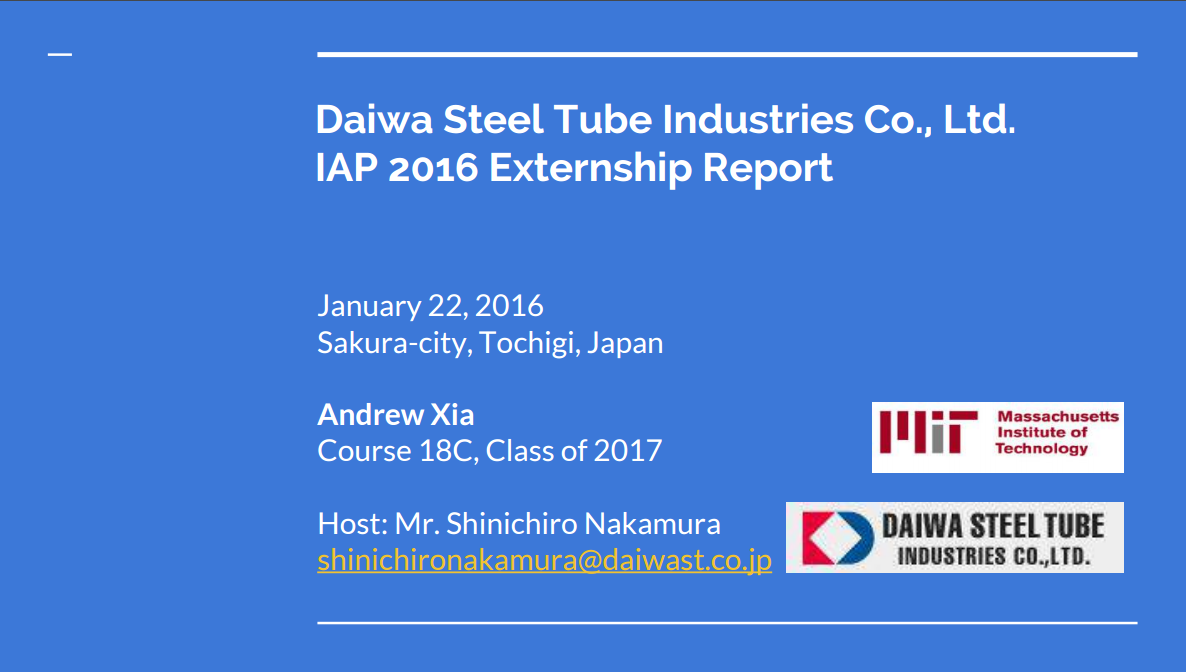 Daiwa Steel Tube Industries Co., Ltd.
IAP 2016 Externship Report
January 22, 2016
Sakura-city, Tochigi, Japan
Andrew Xia
Course 18C, Class of 2017
Massachusetts
Institute of
Technology
Host: Mr. Shinichiro Nakamura
shinichironakamura@daiwast.co.jp
DAIWA STEEL TUBE
INDUSTRIES CO.,LTD.